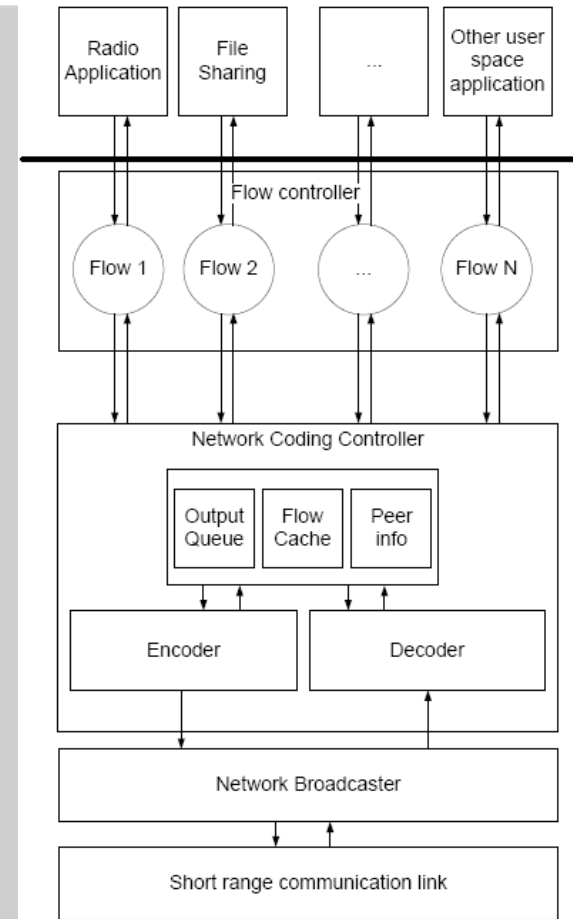 Radio
Application
File
Sharing
...
Other user
space
application
Flow controller
Flow 1
Flow 2
...
Flow N
Network Coding Controller
Output
Queue
Flow
Cache
Peer
info
Encoder
Decoder
Network Broadcaster
Short range communication link